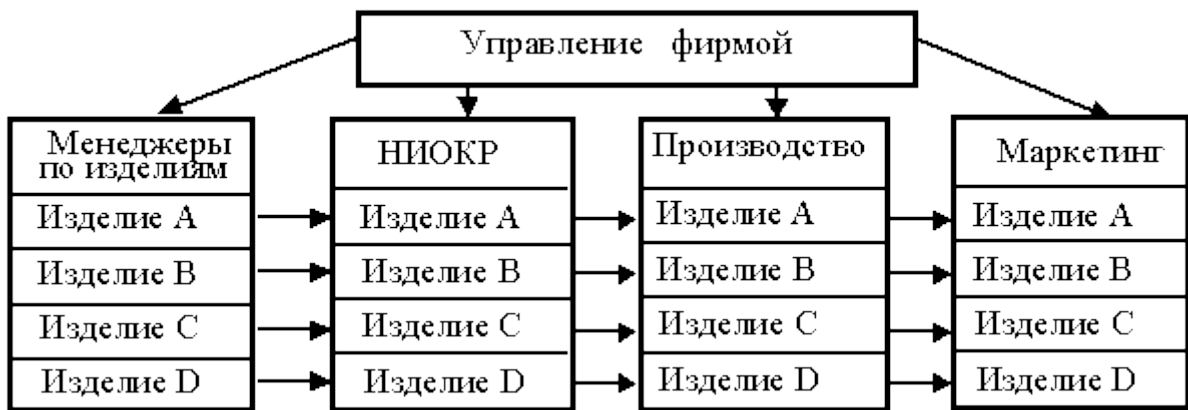 Управление фирмой
Менеджеры
по изделиям
НИОКР
Производство
Маркетинг
Изделие A
Изделие A
Изделие A
Изделие A
Изделие B
Изделие B
Изделие B
Изделие B
Изделие C
Изделие C
Изделие C
Изделие C
Изделие D
Изделие D
Изделие D
Изделие D